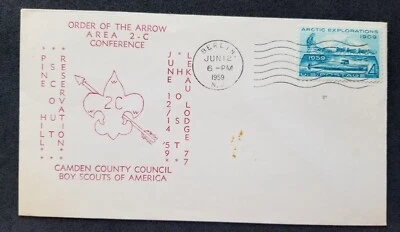 ORDER OF THE ARROW
AREA 2-C
CONFERENCE
PINE HILL
SCOUT
RESERVATION
2C
JUNE 12/14 '59
"HOST"
LEKAU LODGE 77
CAMDEN COUNTY COUNCIL
BOY SCOUTS OF AMERICA
BERLIN
JUN 12
6-PM
1959
N.J.
ARCTIC EXPLORATIONS
1909
1959
U.S. POSTAGE
4